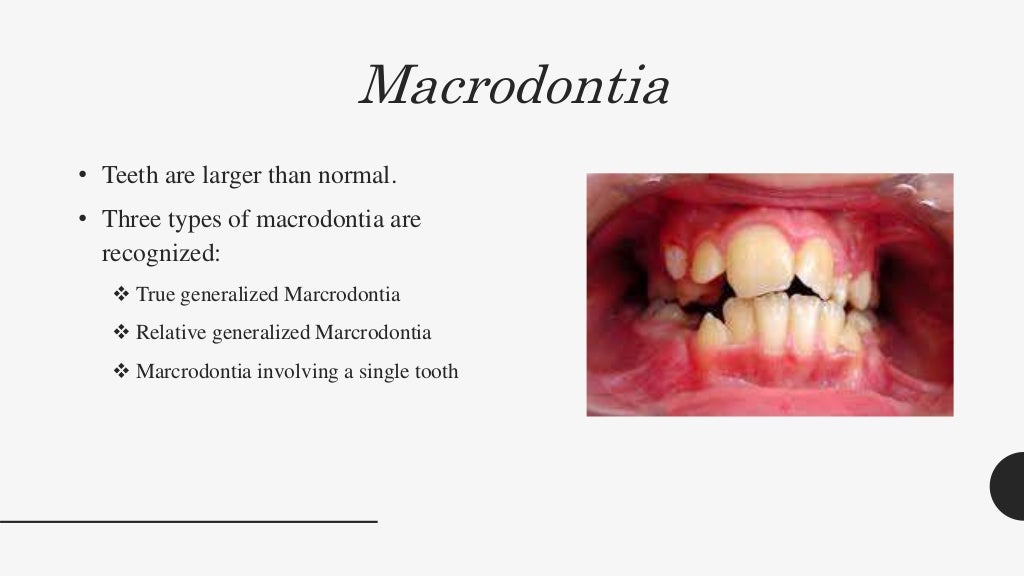 Macrodontia
• Teeth are larger than normal.
• Three types of macrodontia are
recognized:
❖ True generalized Marcrodontia
❖ Relative generalized Marcrodontia
❖ Marcrodontia involving a single tooth